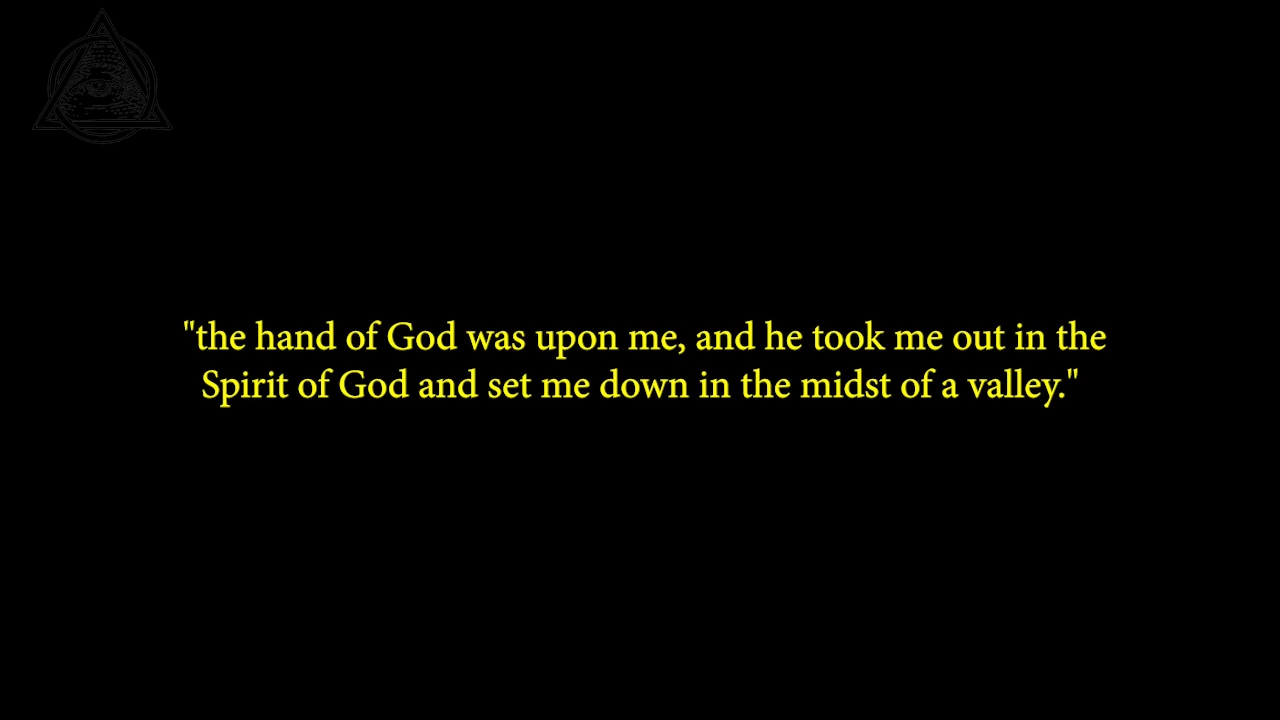 "the hand of God was upon me, and he took me out in the
Spirit of God and set me down in the midst of a valley."